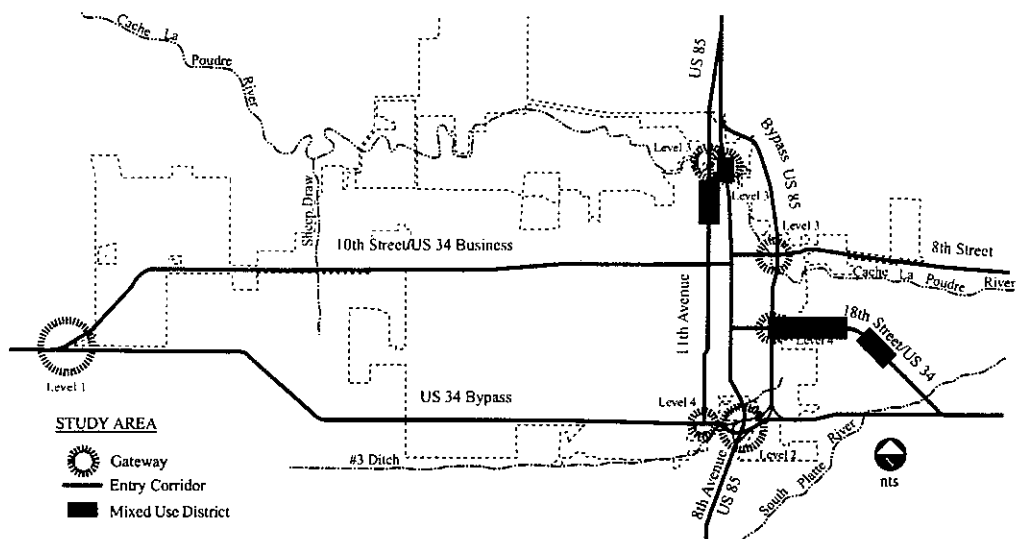 Cache La
Poudre
River
US 85
Bypass US 85
Level
Level 3
Level 3
Sheep Draw
10th Street/US 34 Business
8th Street
Cache La Poudre River
11th Avenue
18th Street/US 34
Level 4
Level 1
US 34 Bypass
Level 4
STUDY AREA
Gateway
#3 Ditch
Level 2
Entry Corridor
8th Avenue
US 85
South Platte River
nts
Mixed Use District